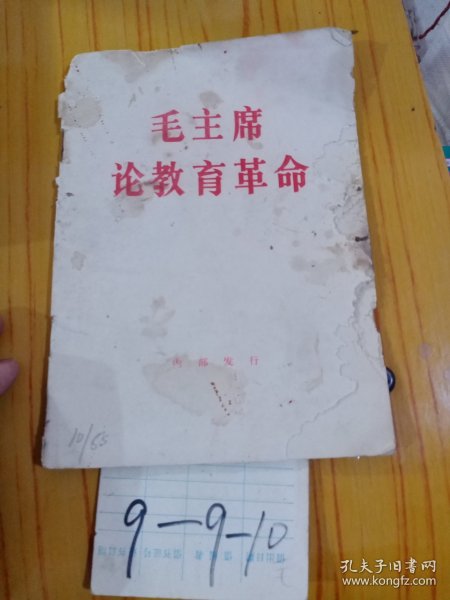 毛主席
论教育革命
内部发行
10/65
9-9-10
孔夫子旧书网
www.kongfz.com